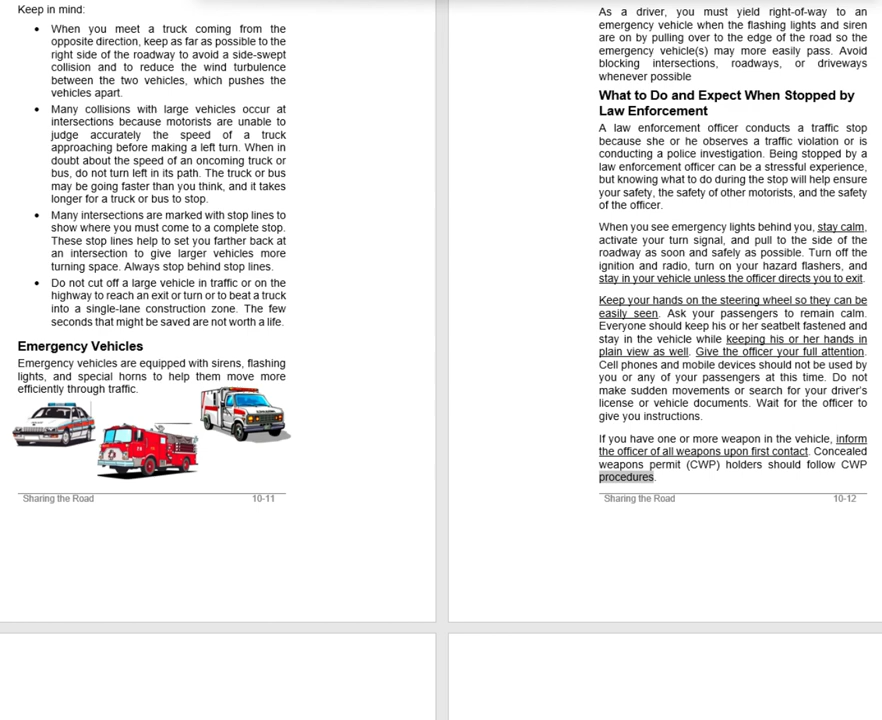 Keep in mind:
• When you meet a truck coming from the
opposite direction, keep as far as possible to the
right side of the roadway to avoid a side-swept
collision and to reduce the wind turbulence
between the two vehicles, which pushes the
vehicles apart.
• Many collisions with large vehicles occur at
intersections because motorists are unable to
judge accurately the speed of a truck
approaching before making a left turn. When in
doubt about the speed of an oncoming truck or
bus, do not turn left in its path. The truck or bus
may be going faster than you think, and it takes
longer for a truck or bus to stop.
• Many intersections are marked with stop lines to
show where you must come to a complete stop.
These stop lines help to set you farther back at
an intersection to give larger vehicles more
turning space. Always stop behind stop lines.
• Do not cut off a large vehicle in traffic or on the
highway to reach an exit or turn or to beat a truck
into a single-lane construction zone. The few
seconds that might be saved are not worth a life.
Emergency Vehicles
Emergency vehicles are equipped with sirens, flashing
lights, and special horns to help them move more
efficiently through traffic.
Sharing the Road 10-11
As a driver, you must yield right-of-way to an
emergency vehicle when the flashing lights and siren
are on by pulling over to the edge of the road so the
emergency vehicle(s) may more easily pass. Avoid
blocking intersections, roadways, or driveways
whenever possible
What to Do and Expect When Stopped by
Law Enforcement
A law enforcement officer conducts a traffic stop
because she or he observes a traffic violation or is
conducting a police investigation. Being stopped by a
law enforcement officer can be a stressful experience,
but knowing what to do during the stop will help ensure
your safety, the safety of other motorists, and the safety
of the officer.
When you see emergency lights behind you, stay calm,
activate your turn signal, and pull to the side of the
roadway as soon and safely as possible. Turn off the
ignition and radio, turn on your hazard flashers, and
stay in your vehicle unless the officer directs you to exit.
Keep your hands on the steering wheel so they can be
easily seen. Ask your passengers to remain calm.
Everyone should keep his or her seatbelt fastened and
stay in the vehicle while keeping his or her hands in
plain view as well. Give the officer your full attention.
Cell phones and mobile devices should not be used by
you or any of your passengers at this time. Do not
make sudden movements or search for your driver's
license or vehicle documents. Wait for the officer to
give you instructions.
If you have one or more weapon in the vehicle, inform
the officer of all weapons upon first contact. Concealed
weapons permit (CWP) holders should follow CWP
procedures.
Sharing the Road 10-12